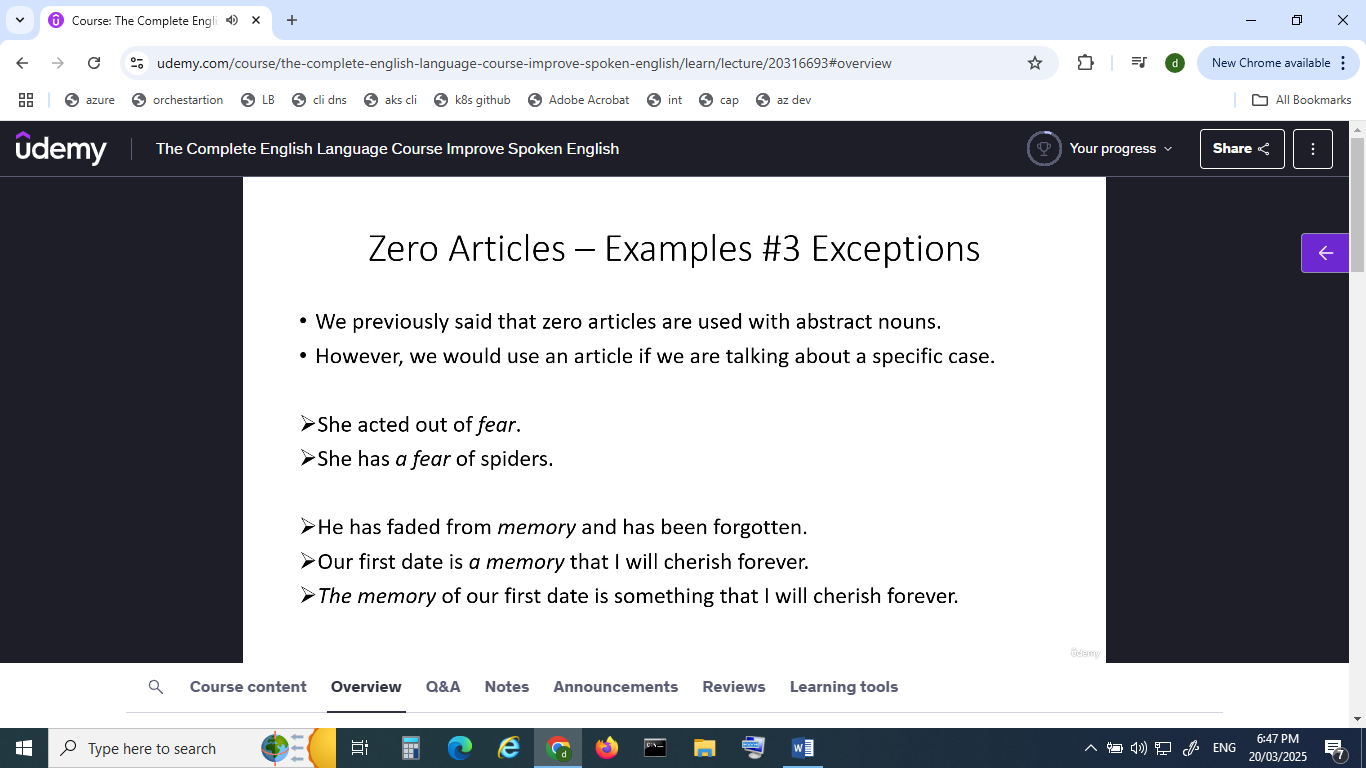 Course: The Complete Engli
udemy.com/course/the-complete-english-language-course-improve-spoken-english/learn/lecture/20316693#overview
d
New Chrome available
azure
orchestartion
LB
cli dns
aks cli
k8s github
Adobe Acrobat
int
cap
az dev
All Bookmarks
ûdemy
The Complete English Language Course Improve Spoken English
Your progress
Share
Zero Articles – Examples #3 Exceptions
• We previously said that zero articles are used with abstract nouns.
• However, we would use an article if we are talking about a specific case.
➢She acted out of fear.
➢She has a fear of spiders.
➢He has faded from memory and has been forgotten.
➢Our first date is a memory that I will cherish forever.
➢The memory of our first date is something that I will cherish forever.
ûdemy
Course content
Overview
Q&A
Notes
Announcements
Reviews
Learning tools
Type here to search
ENG
6:47 PM
20/03/2025
7